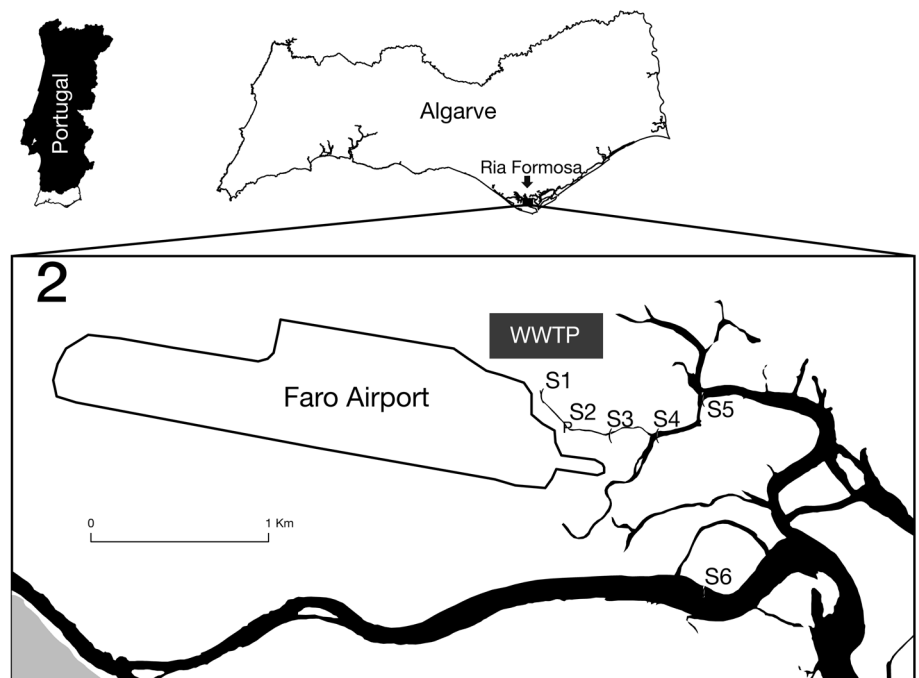 Portugal
Algarve
Ria Formosa
2
WWTP
Faro Airport
S1
S2
S3
S4
S5
0
1 Km
S6